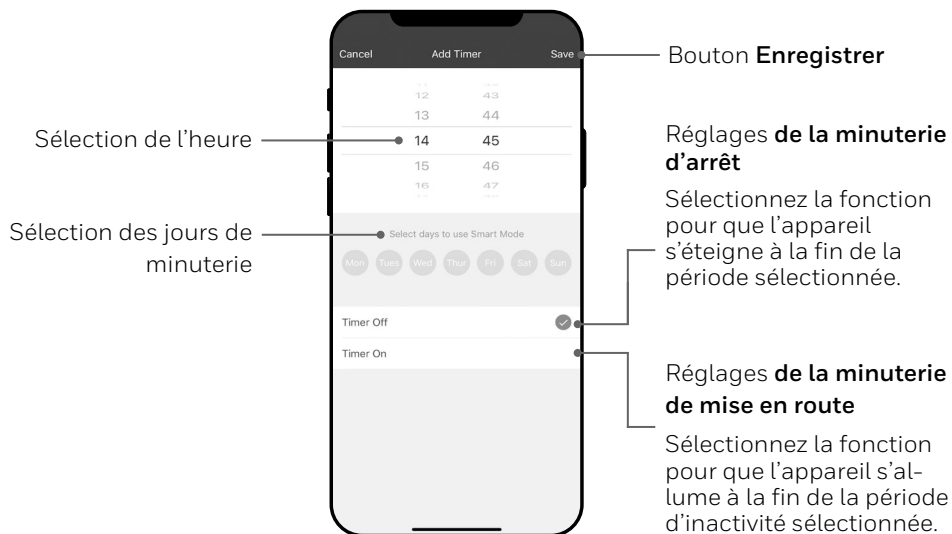 Cancel Add Timer Save
12 43
13 44
14 45
15 46
16 47
Select days to use Smart Mode
Mon Tues Wed Thur Fri Sat Sun
Timer Off
Timer On
Sélection de l’heure
Sélection des jours de
minuterie
Bouton Enregistrer
Réglages de la minuterie
d’arrêt
Sélectionnez la fonction
pour que l’appareil
s’éteigne à la fin de la
période sélectionnée.
Réglages de la minuterie
de mise en route
Sélectionnez la fonction
pour que l’appareil s’al-
lume à la fin de la période
d’inactivité sélectionnée.